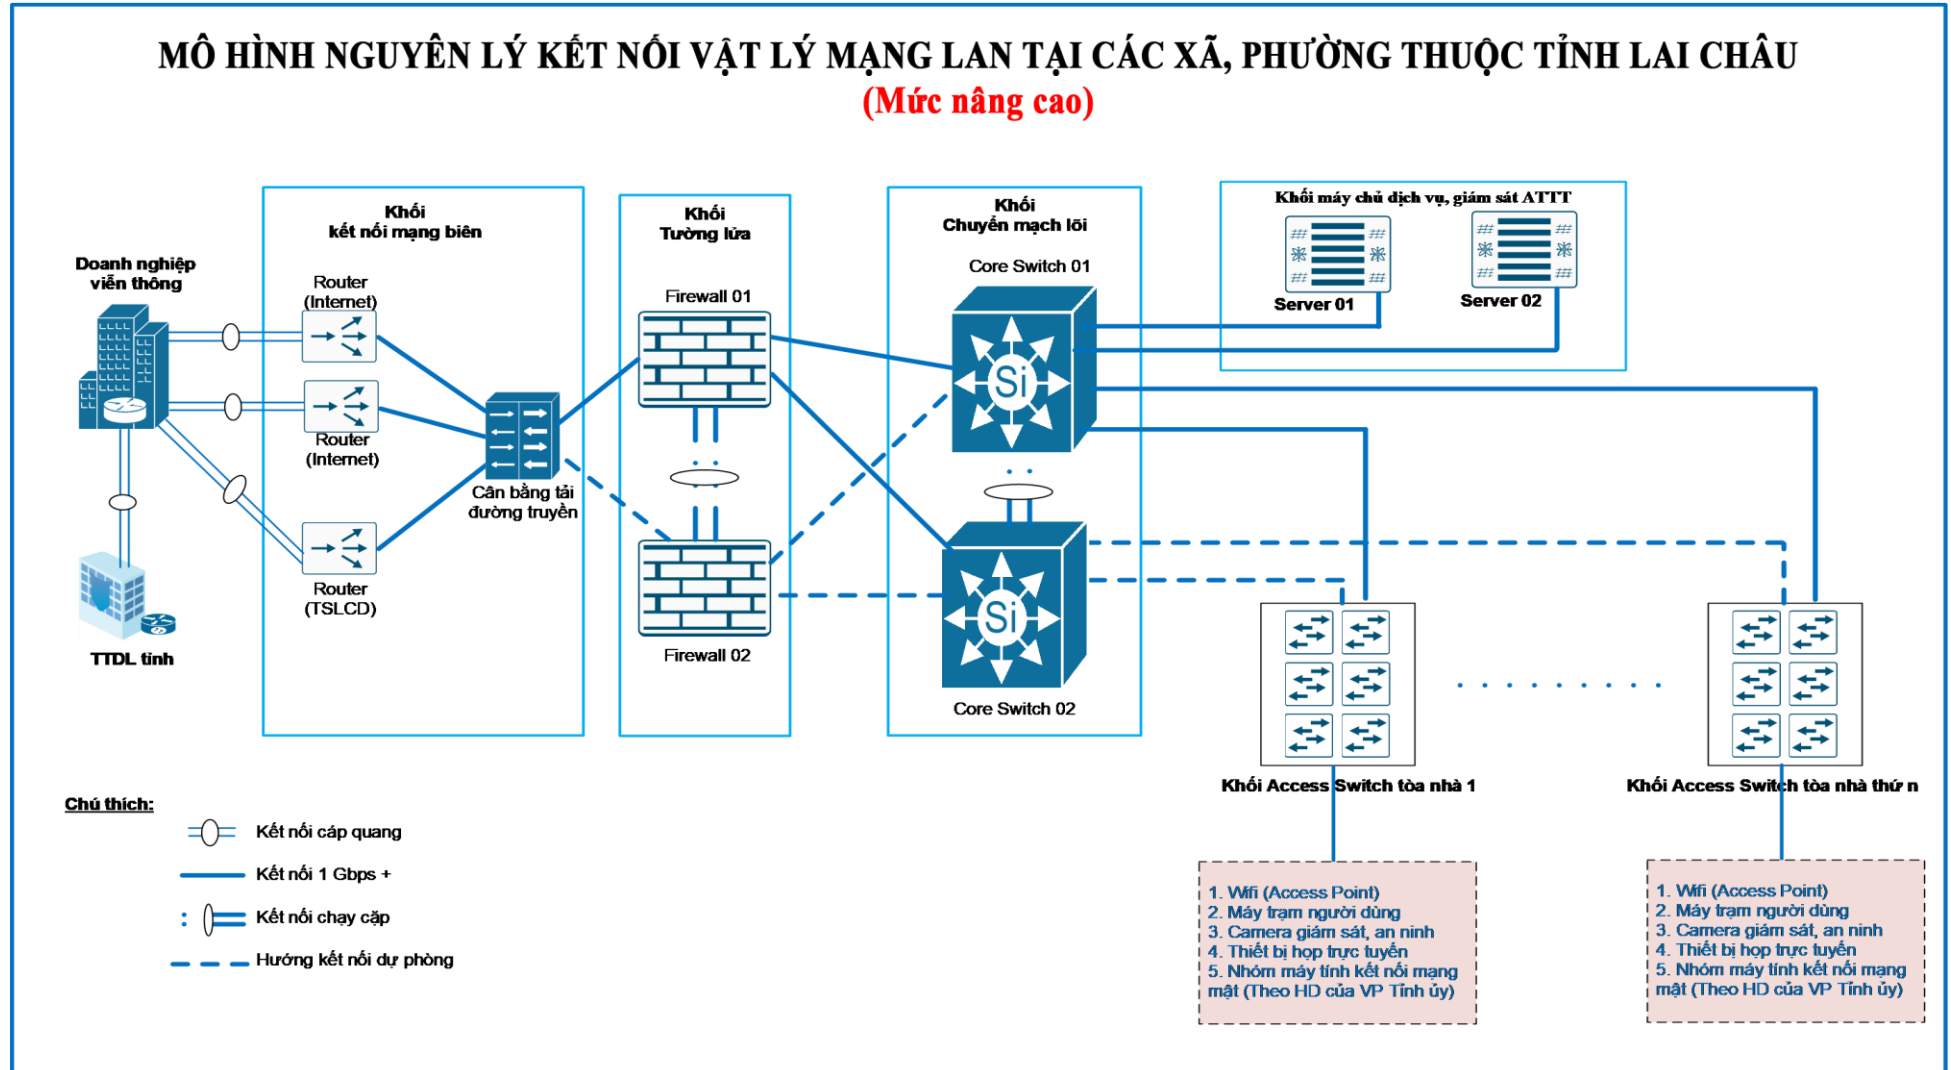 MÔ HÌNH NGUYÊN LÝ KẾT NỐI VẬT LÝ MẠNG LAN TẠI CÁC XÃ, PHƯỜNG THUỘC TỈNH LAI CHÂU
(Mức nâng cao)
Doanh nghiệp
viễn thông
TTDL tỉnh
Khối
kết nối mạng biên
Router
(Internet)
Router
(Internet)
Router
(TSLCD)
Cân bằng tải
đường truyền
Khối
Tường lửa
Firewall 01
Firewall 02
Khối
Chuyển mạch lõi
Core Switch 01
Si
Si
Core Switch 02
Khối máy chủ dịch vụ, giám sát ATTT
Server 01
Server 02
Khối Access Switch tòa nhà 1
Khối Access Switch tòa nhà thứ n
1. Wifi (Access Point)
2. Máy trạm người dùng
3. Camera giám sát, an ninh
4. Thiết bị họp trực tuyến
5. Nhóm máy tính kết nối mạng
mật (Theo HD của VP Tỉnh ủy)
1. Wifi (Access Point)
2. Máy trạm người dùng
3. Camera giám sát, an ninh
4. Thiết bị họp trực tuyến
5. Nhóm máy tính kết nối mạng
mật (Theo HD của VP Tỉnh ủy)
Chú thích:
Kết nối cáp quang
Kết nối 1 Gbps +
Kết nối chạy cặp
Hướng kết nối dự phòng